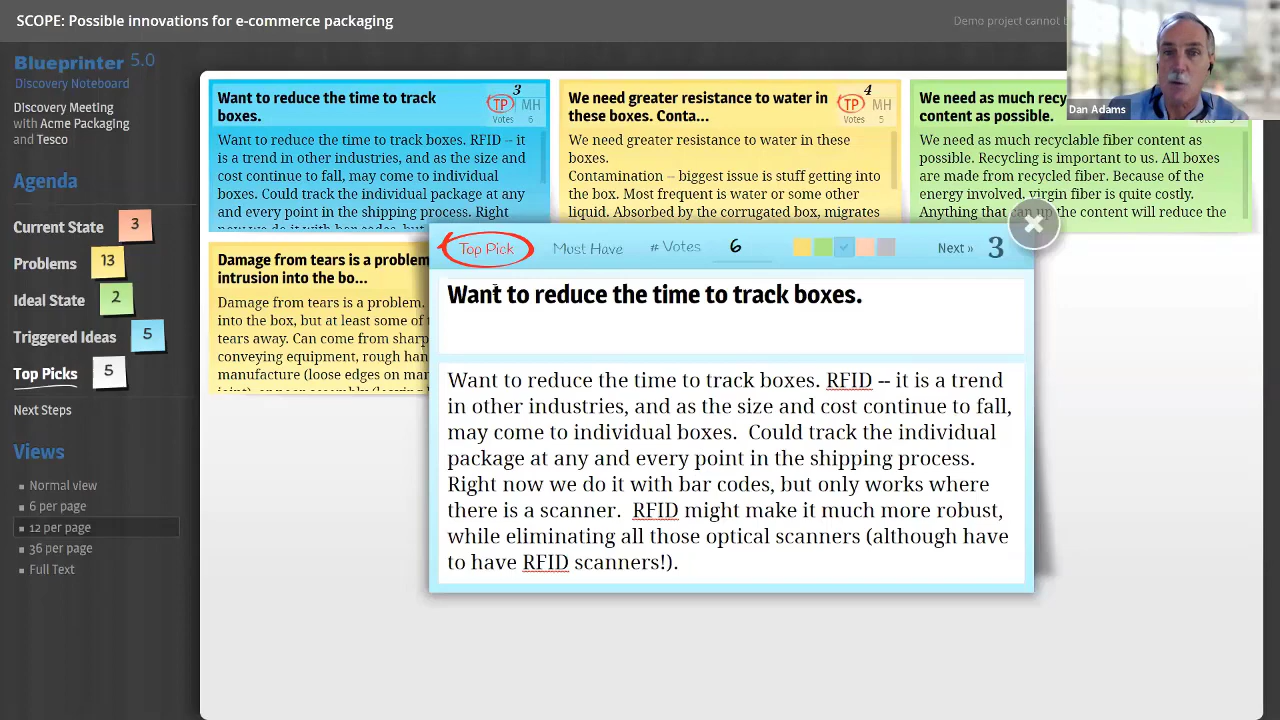 SCOPE: Possible innovations for e-commerce packaging
Demo project cannot b
Blueprinter 5.0
Discovery Noteboard
Discovery Meeting
with Acme Packaging
and Tesco
Agenda
Current State 3
Problems 13
Ideal State 2
Triggered Ideas 5
Top Picks 5
Next Steps
Views
Normal view
6 per page
12 per page
36 per page
Full Text
Want to reduce the time to track
boxes.
TP 3 MH
Votes 6
Want to reduce the time to track boxes. RFID -- it
is a trend in other industries, and as the size and
cost continue to fall, may come to individual
boxes. Could track the individual package at any
and every point in the shipping process. Right
now we do it with bar codes, but
We need greater resistance to water in
these boxes. Conta...
TP 4 MH
Votes 5
We need greater resistance to water in these
boxes.
Contamination -- biggest issue is stuff getting into
the box. Most frequent is water or some other
liquid. Absorbed by the corrugated box, migrates
We need as much recy
content as possible.
Dan Adams
Votes
We need as much recyclable fiber content as
possible. Recycling is important to us. All boxes
are made from recycled fiber. Because of the
energy involved, virgin fiber is quite costly.
Anything that can up the content will reduce the
Damage from tears is a problem
intrusion into the bo...
Damage from tears is a problem.
into the box, but at least some of t
tears away. Can come from sharp
conveying equipment, rough han
manufacture (loose edges on man
Top Pick Must Have # Votes 6 Next » 3
Want to reduce the time to track boxes.
Want to reduce the time to track boxes. RFID -- it is a trend
in other industries, and as the size and cost continue to fall,
may come to individual boxes. Could track the individual
package at any and every point in the shipping process.
Right now we do it with bar codes, but only works where
there is a scanner. RFID might make it much more robust,
while eliminating all those optical scanners (although have
to have RFID scanners!).